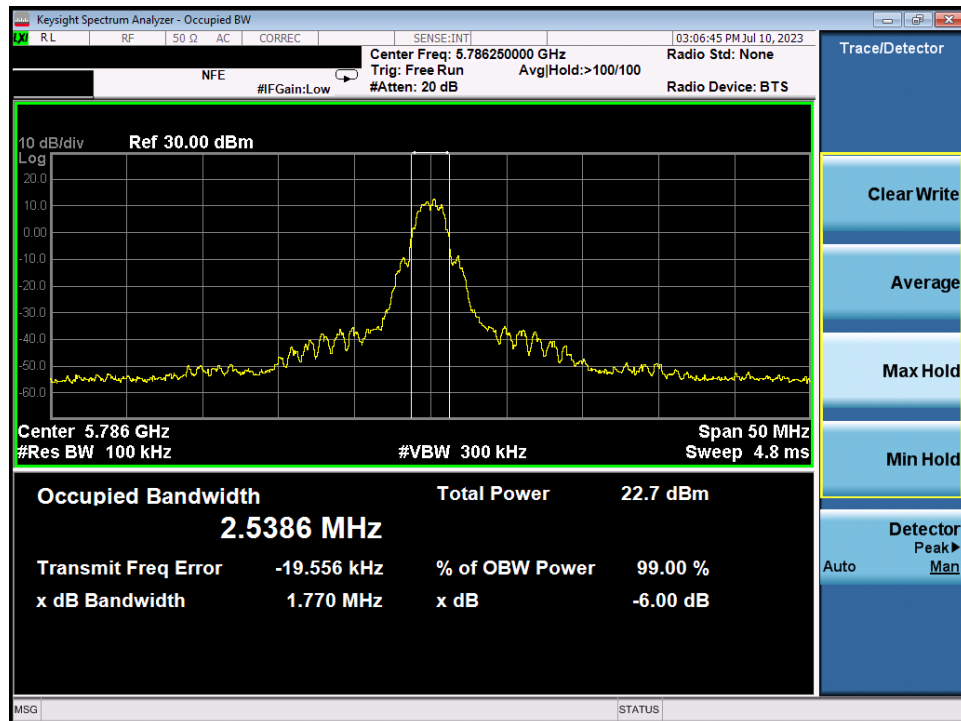 Keysight Spectrum Analyzer - Occupied BW
LXI RL RF 50 Ω AC CORREC SENSE:INT 03:06:45 PM Jul 10, 2023
Center Freq: 5.786250000 GHz Radio Std: None
NFE Trig: Free Run Avg|Hold:>100/100
#IFGain:Low #Atten: 20 dB Radio Device: BTS
10 dB/div Ref 30.00 dBm
Log
20.0
10.0
0.00
-10.0
-20.0
-30.0
-40.0
-50.0
-60.0
Center 5.786 GHz Span 50 MHz
#Res BW 100 kHz #VBW 300 kHz Sweep 4.8 ms
Occupied Bandwidth Total Power 22.7 dBm
2.5386 MHz
Transmit Freq Error -19.556 kHz % of OBW Power 99.00 %
x dB Bandwidth 1.770 MHz x dB -6.00 dB
Trace/Detector
Clear Write
Average
Max Hold
Min Hold
Detector
Peak▶
Auto Man
MSG STATUS